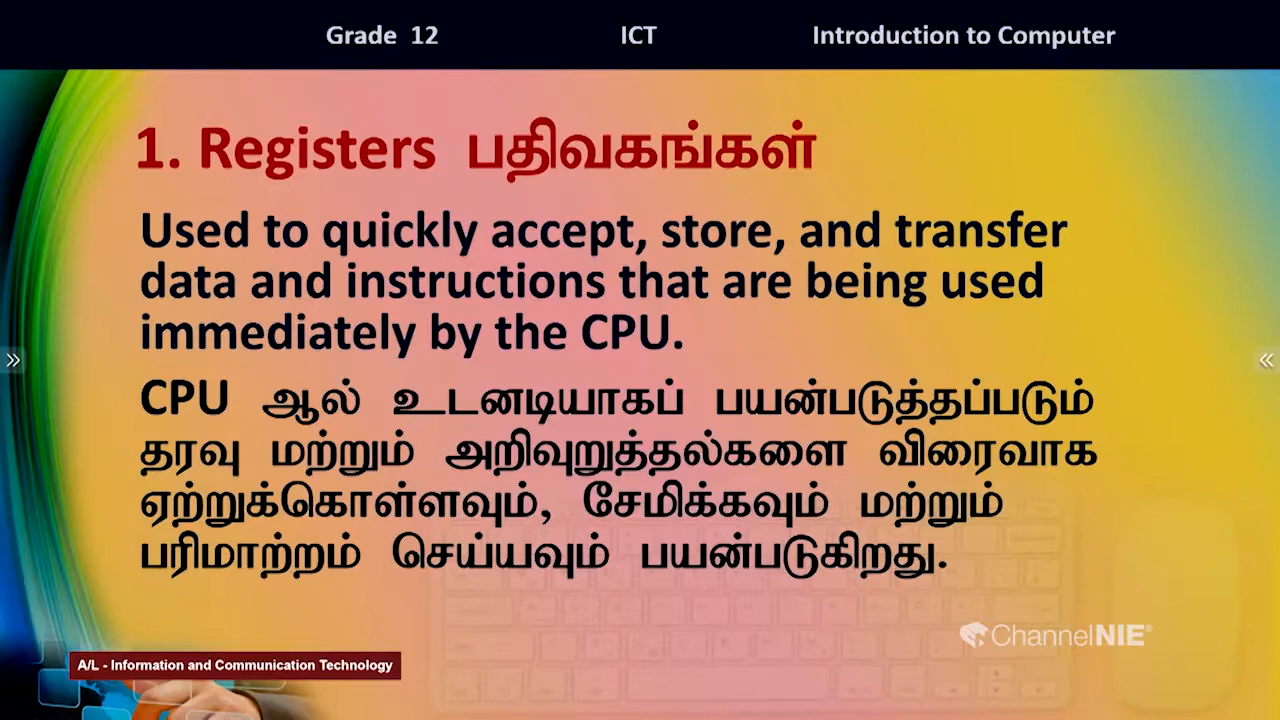 Grade 12 ICT Introduction to Computer
1. Registers பதிவகங்கள்
Used to quickly accept, store, and transfer
data and instructions that are being used
immediately by the CPU.
CPU ஆல் உடனடியாகப் பயன்படுத்தப்படும்
தரவு மற்றும் அறிவுறுத்தல்களை விரைவாக
ஏற்றுக்கொள்ளவும், சேமிக்கவும் மற்றும்
பரிமாற்றம் செய்யவும் பயன்படுகிறது.
ChannelNIE
A/L - Information and Communication Technology